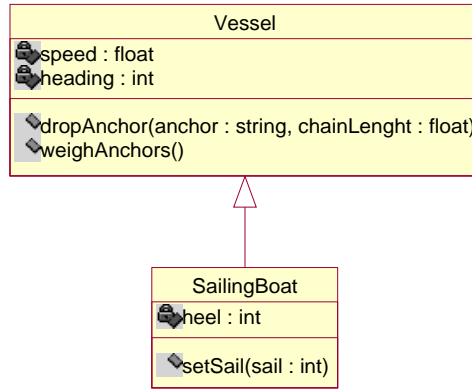 Vessel
speed : float
heading : int
dropAnchor(anchor : string, chainLenght : float)
weighAnchors()
SailingBoat
heel : int
setSail(sail : int)